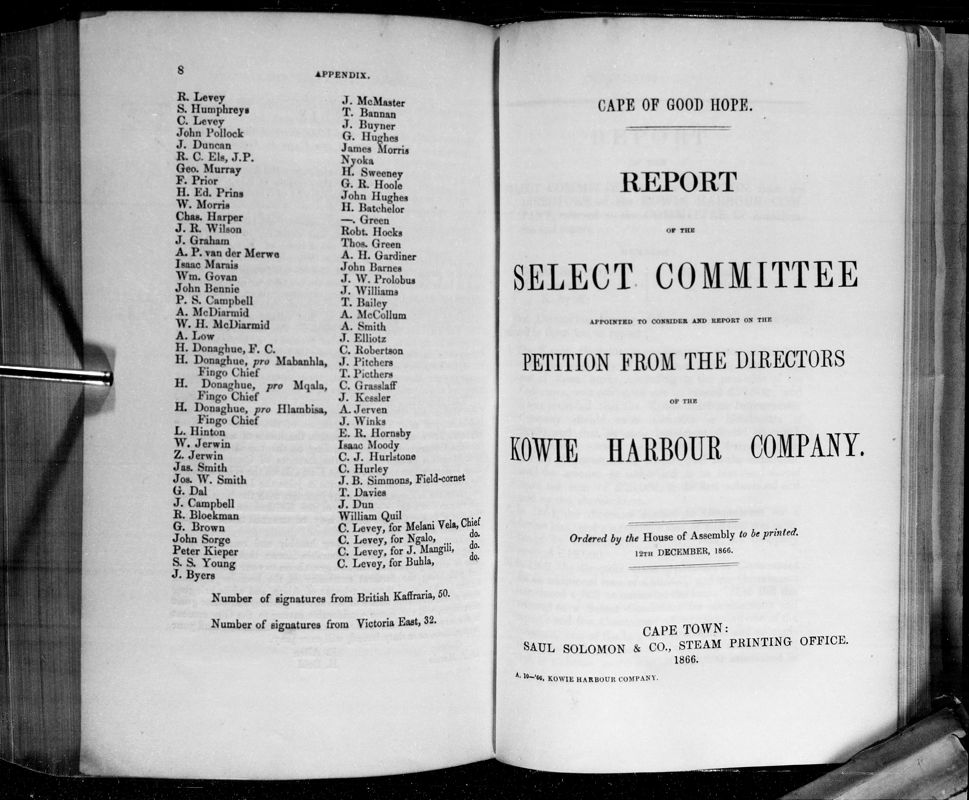 8
APPENDIX.
R. Levey
S. Humphreys
C. Levey
John Pollock
J. Duncan
R. C. Els, J.P.
Geo. Murray
F. Prior
H. Ed. Prins
W. Morris
Chas. Harper
J. R. Wilson
J. Graham
A. P. van der Merwe
Isaac Marais
Wm. Govan
John Bennie
P. S. Campbell
A. McDiarmid
W. H. McDiarmid
A. Low
H. Donaghue, F. C.
H. Donaghue, pro Mabanhla,
Fingo Chief
H. Donaghue, pro Mqala,
Fingo Chief
H. Donaghue, pro Hlambisa,
Fingo Chief
L. Hinton
W. Jerwin
Z. Jerwin
Jas. Smith
Jos. W. Smith
G. Dal
J. Campbell
R. Bloekman
G. Brown
John Sorge
Peter Kieper
S. S. Young
J. Byers
J. McMaster
T. Bannan
J. Buyner
G. Hughes
James Morris
Nyoka
H. Sweeney
G. R. Hoole
John Hughes
H. Batchelor
—. Green
Robt. Hocks
Thos. Green
A. H. Gardiner
John Barnes
J. W. Prolobus
J. Williams
T. Bailey
A. McCollum
A. Smith
J. Elliotz
C. Robertson
J. Pitchers
T. Picthers
C. Grasslaff
J. Kessler
A. Jerven
J. Winks
E. R. Hornsby
Isaac Moody
C. J. Hurlstone
C. Hurley
J. B. Simmons, Field-cornet
T. Davies
J. Dun
William Quil
C. Levey, for Melani Vela, Chief
C. Levey, for Ngalo, ... do.
C. Levey, for J. Mangili, do.
C. Levey, for Buhla, do.
Number of signatures from British Kaffraria, 50.
Number of signatures from Victoria East, 32.
CAPE OF GOOD HOPE.
REPORT
OF THE
SELECT COMMITTEE
APPOINTED TO CONSIDER AND REPORT ON THE
PETITION FROM THE DIRECTORS
OF THE
KOWIE HARBOUR COMPANY.
Ordered by the House of Assembly to be printed.
12TH DECEMBER, 1866.
CAPE TOWN:
SAUL SOLOMON & CO., STEAM PRINTING OFFICE.
1866.
A. 10—'66. KOWIE HARBOUR COMPANY.